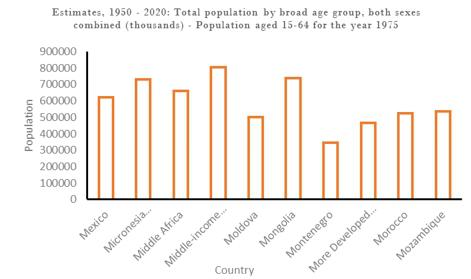 Estimates, 1950 - 2020: Total population by broad age group, both sexes
combined (thousands) - Population aged 15-64 for the year 1975
900000
800000
700000
600000
500000
400000
300000
200000
100000
0
Population
Mexico
Micronesia...
Middle Africa
Middle-income...
Moldova
Mongolia
Montenegro
More Developed...
Morocco
Mozambique
Country